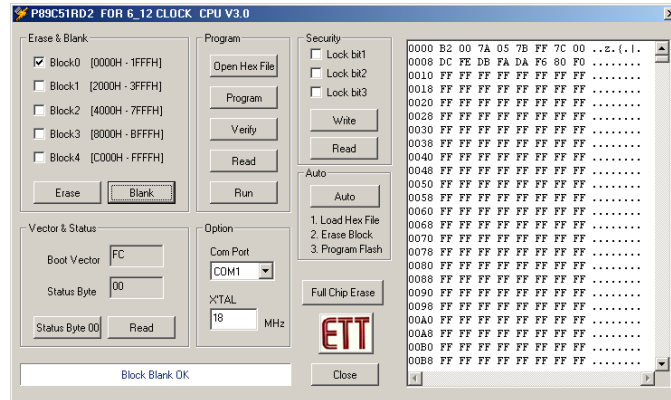 P89C51RD2 FOR 6_12 CLOCK CPU V3.0
Erase & Blank
Block0 [0000H - 1FFFH]
Block1 [2000H - 3FFFH]
Block2 [4000H - 7FFFH]
Block3 [8000H - BFFFH]
Block4 [C000H - FFFFH]
Erase
Blank
Program
Open Hex File
Program
Verify
Read
Run
Security
Lock bit1
Lock bit2
Lock bit3
Write
Read
Auto
Auto
1. Load Hex File
2. Erase Block
3. Program Flash
Vector & Status
Boot Vector FC
Status Byte 00
Status Byte 00
Read
Option
Com Port
COM1
X'TAL
18 MHz
Full Chip Erase
ETT
Close
Block Blank OK
0000 B2 00 7A 05 7B FF 7C 00 ..z.{.|.
0008 DC FE DB FA DA F6 80 F0 ........
0010 FF FF FF FF FF FF FF FF ........
0018 FF FF FF FF FF FF FF FF ........
0020 FF FF FF FF FF FF FF FF ........
0028 FF FF FF FF FF FF FF FF ........
0030 FF FF FF FF FF FF FF FF ........
0038 FF FF FF FF FF FF FF FF ........
0040 FF FF FF FF FF FF FF FF ........
0048 FF FF FF FF FF FF FF FF ........
0050 FF FF FF FF FF FF FF FF ........
0058 FF FF FF FF FF FF FF FF ........
0060 FF FF FF FF FF FF FF FF ........
0068 FF FF FF FF FF FF FF FF ........
0070 FF FF FF FF FF FF FF FF ........
0078 FF FF FF FF FF FF FF FF ........
0080 FF FF FF FF FF FF FF FF ........
0088 FF FF FF FF FF FF FF FF ........
0090 FF FF FF FF FF FF FF FF ........
0098 FF FF FF FF FF FF FF FF ........
00A0 FF FF FF FF FF FF FF FF ........
00A8 FF FF FF FF FF FF FF FF ........
00B0 FF FF FF FF FF FF FF FF ........
00B8 FF FF FF FF FF FF FF FF ........